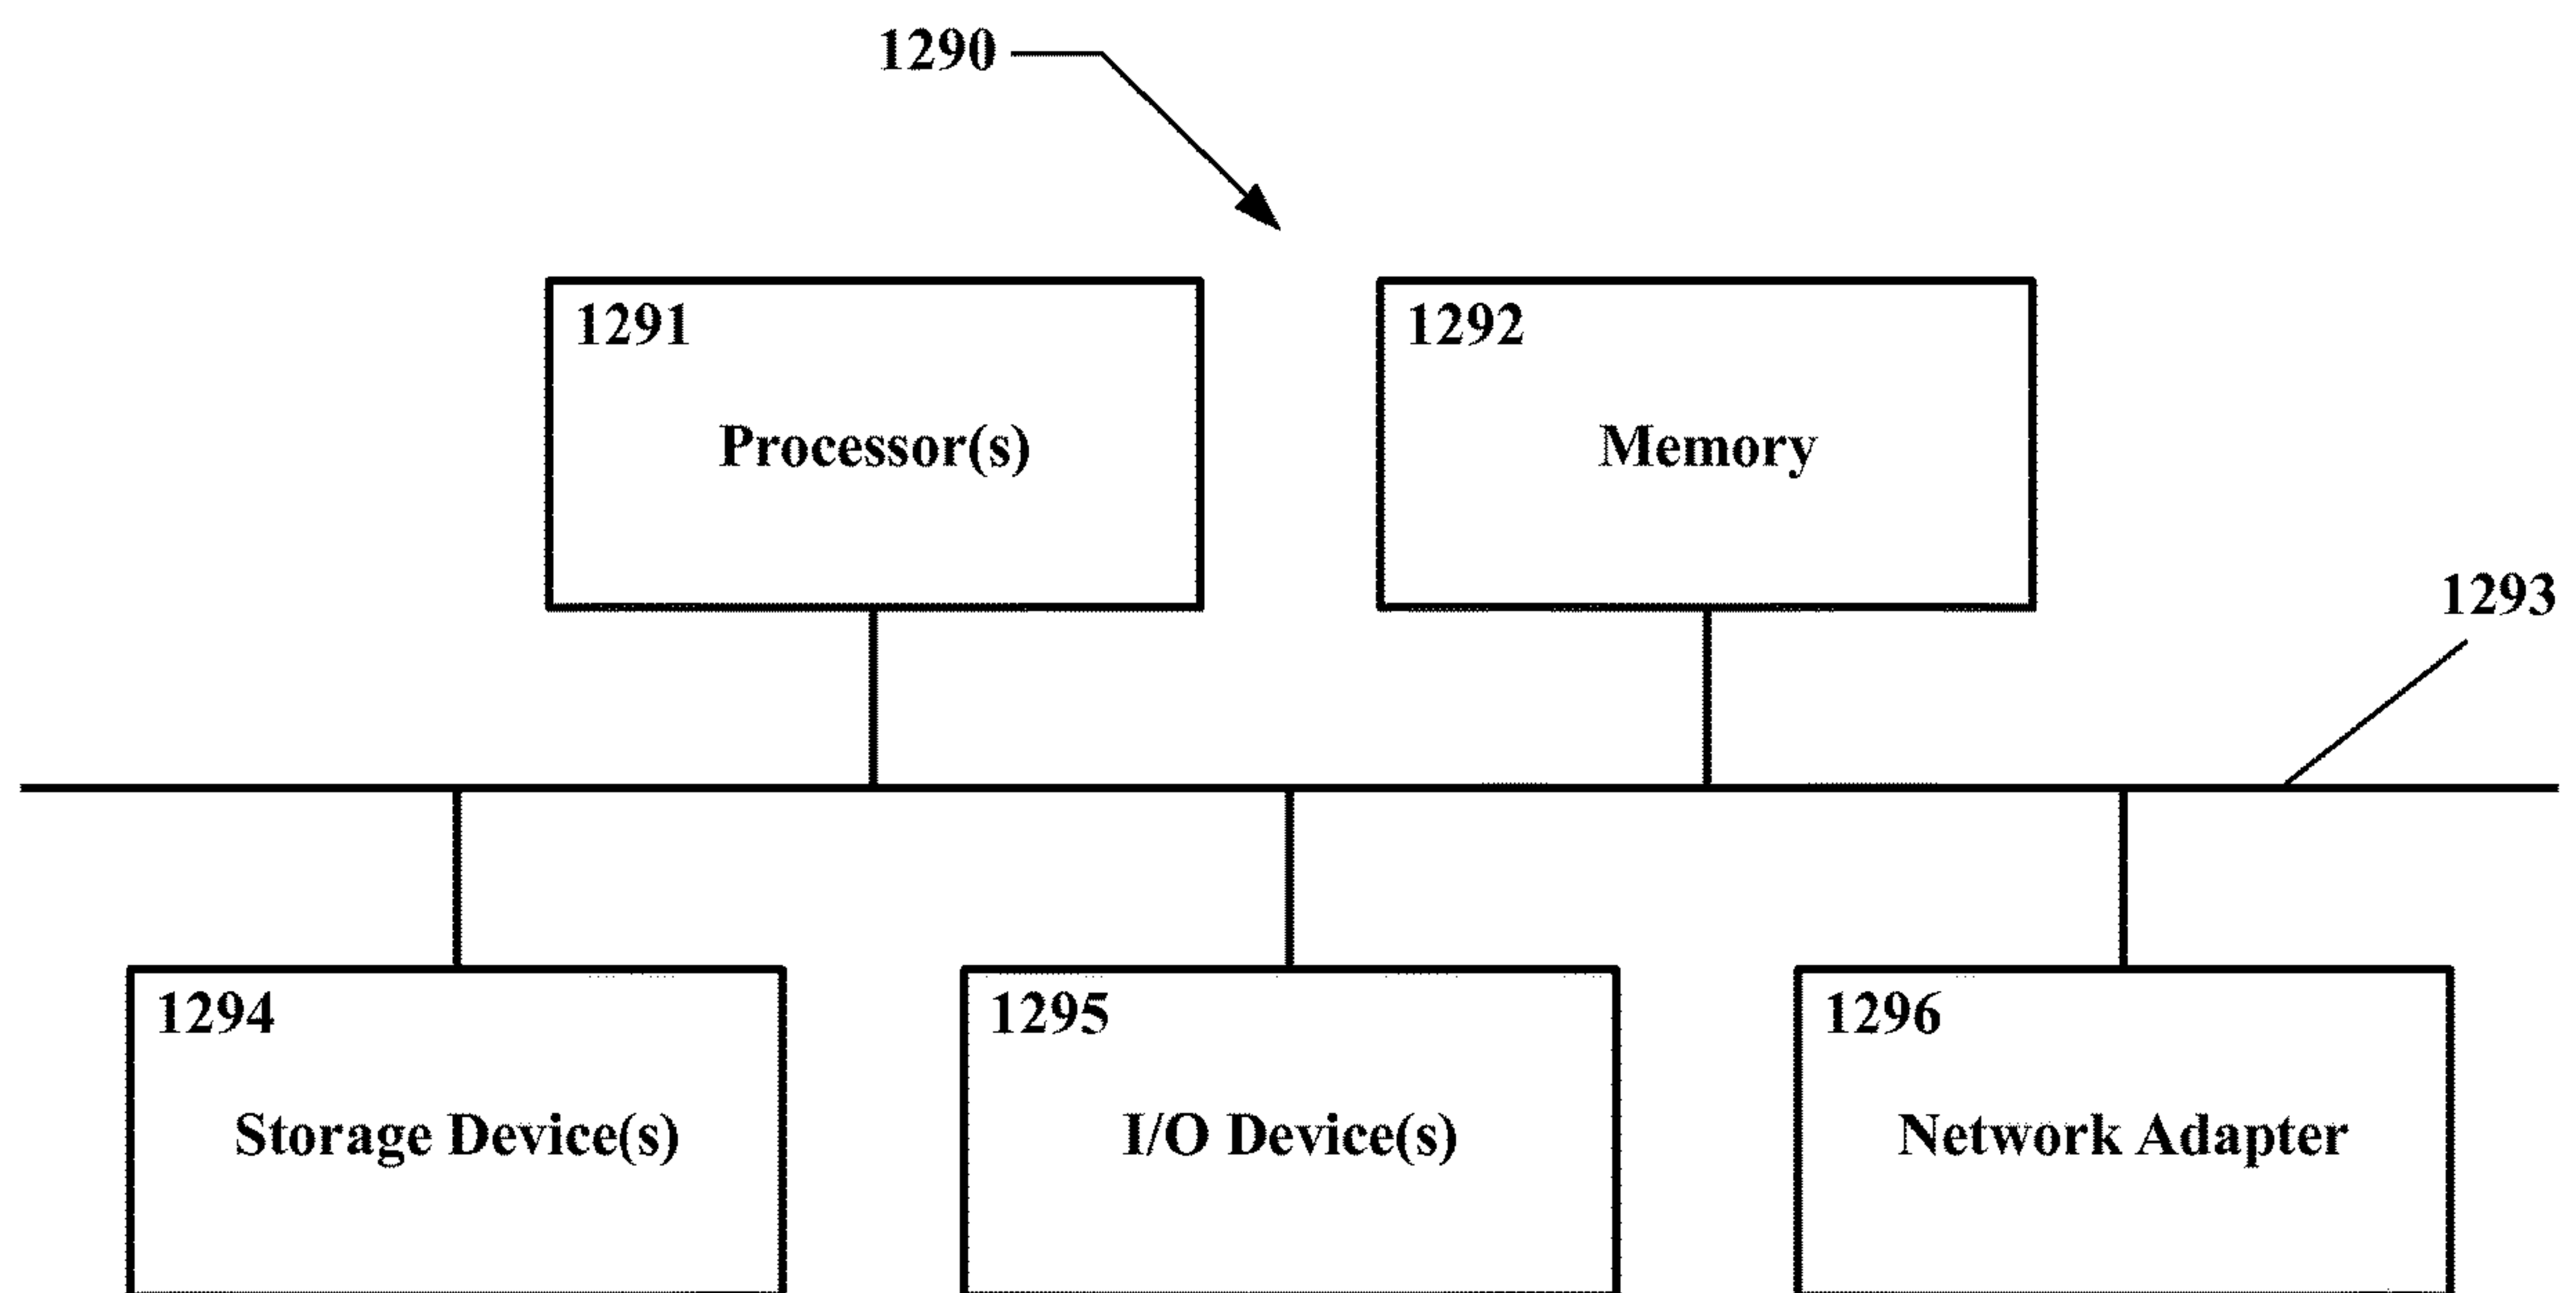 1290
1291
Processor(s)
1292
Memory
1293
1294
Storage Device(s)
1295
I/O Device(s)
1296
Network Adapter